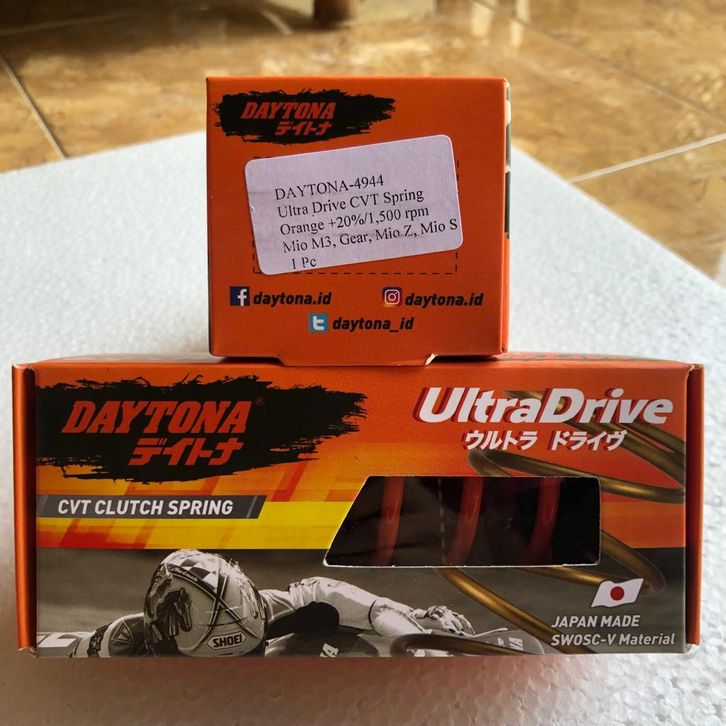 DAYTONA
デイトナ
DAYTONA-4944
Ultra Drive CVT Spring
Orange +20%/1,500 rpm
Mio M3, Gear, Mio Z, Mio S
1 Pc
daytona.id
daytona.id
daytona_id
DAYTONA®
デイトナ
UltraDrive
ウルトラ ドライヴ
CVT CLUTCH SPRING
SHOEI
JAPAN MADE
SWOSC-V Material